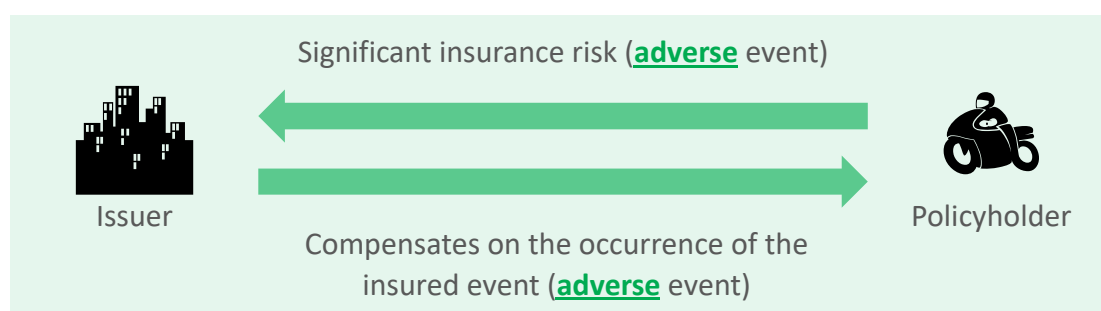 Significant insurance risk (adverse event)
Issuer
Policyholder
Compensates on the occurrence of the
insured event (adverse event)